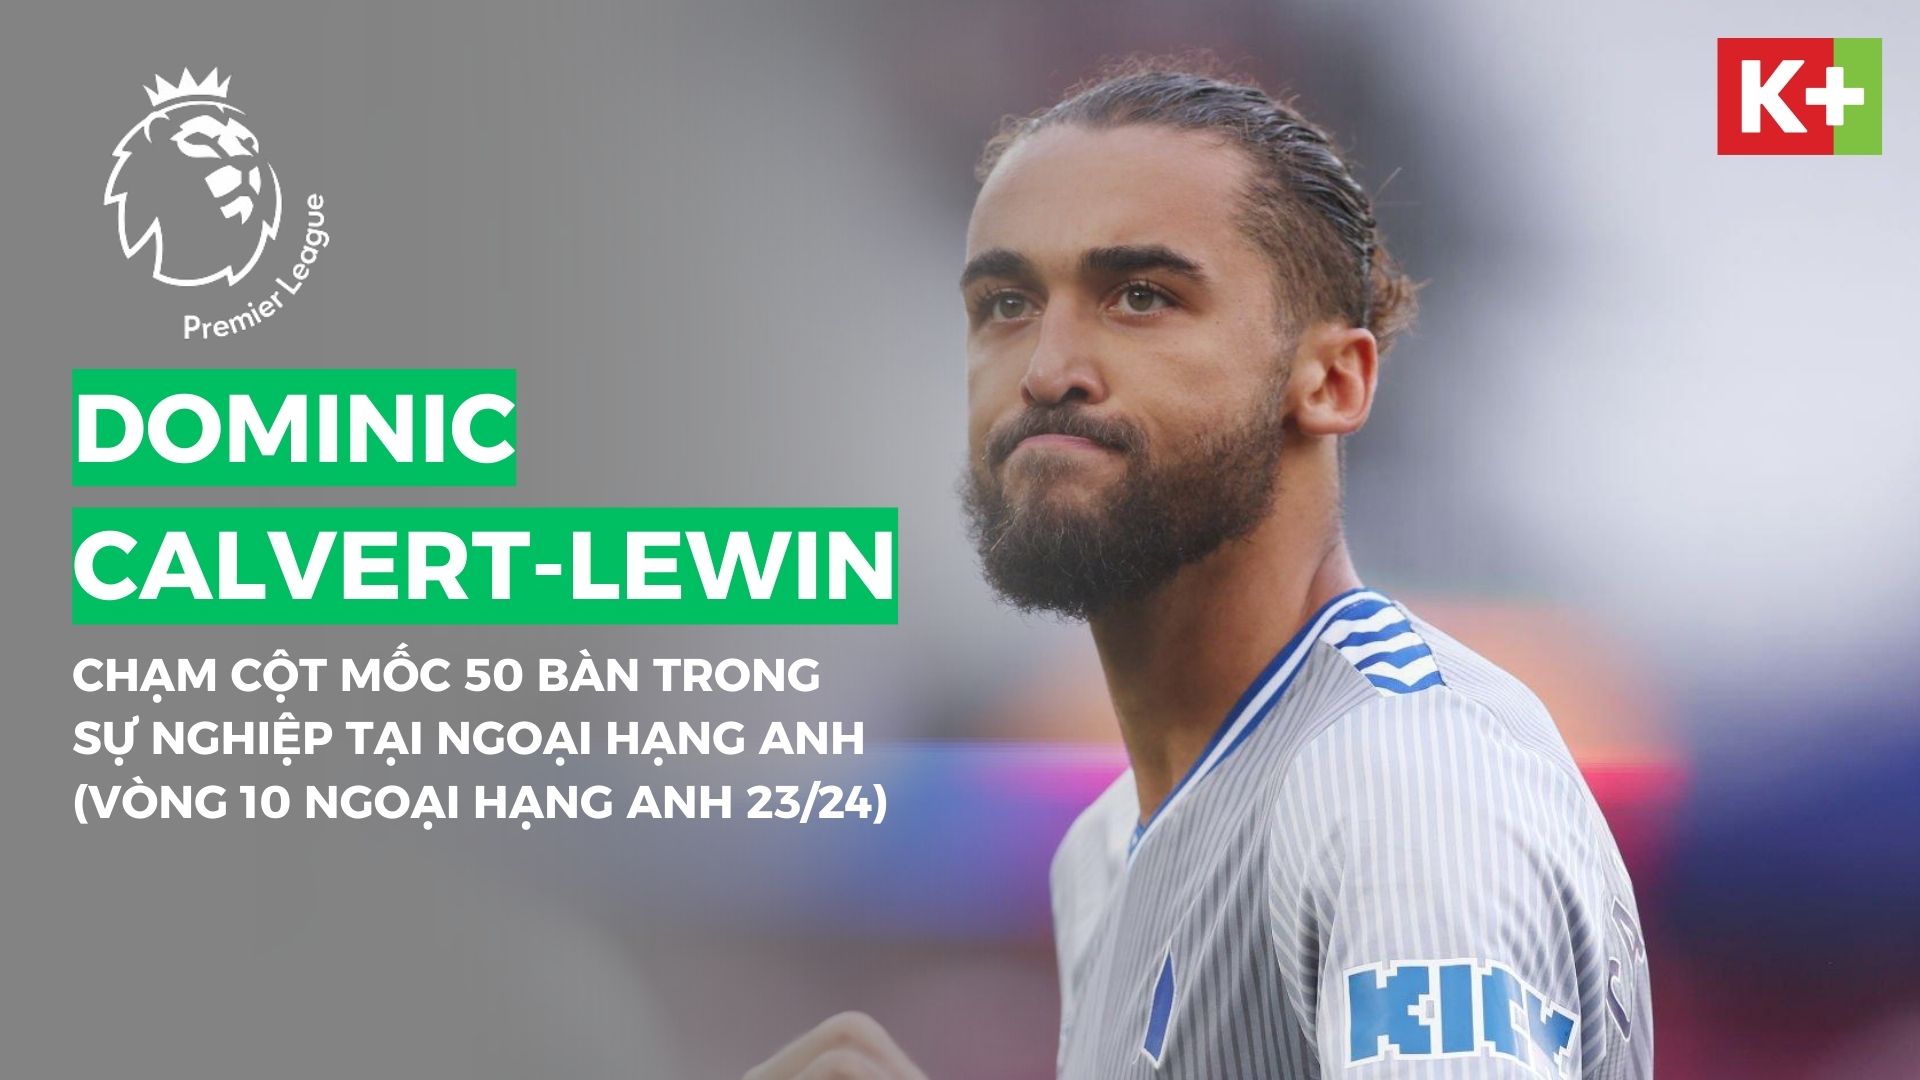 K+
Premier League
DOMINIC
CALVERT-LEWIN
CHẠM CỘT MỐC 50 BÀN TRONG
SỰ NGHIỆP TẠI NGOẠI HẠNG ANH
(VÒNG 10 NGOẠI HẠNG ANH 23/24)
KICK